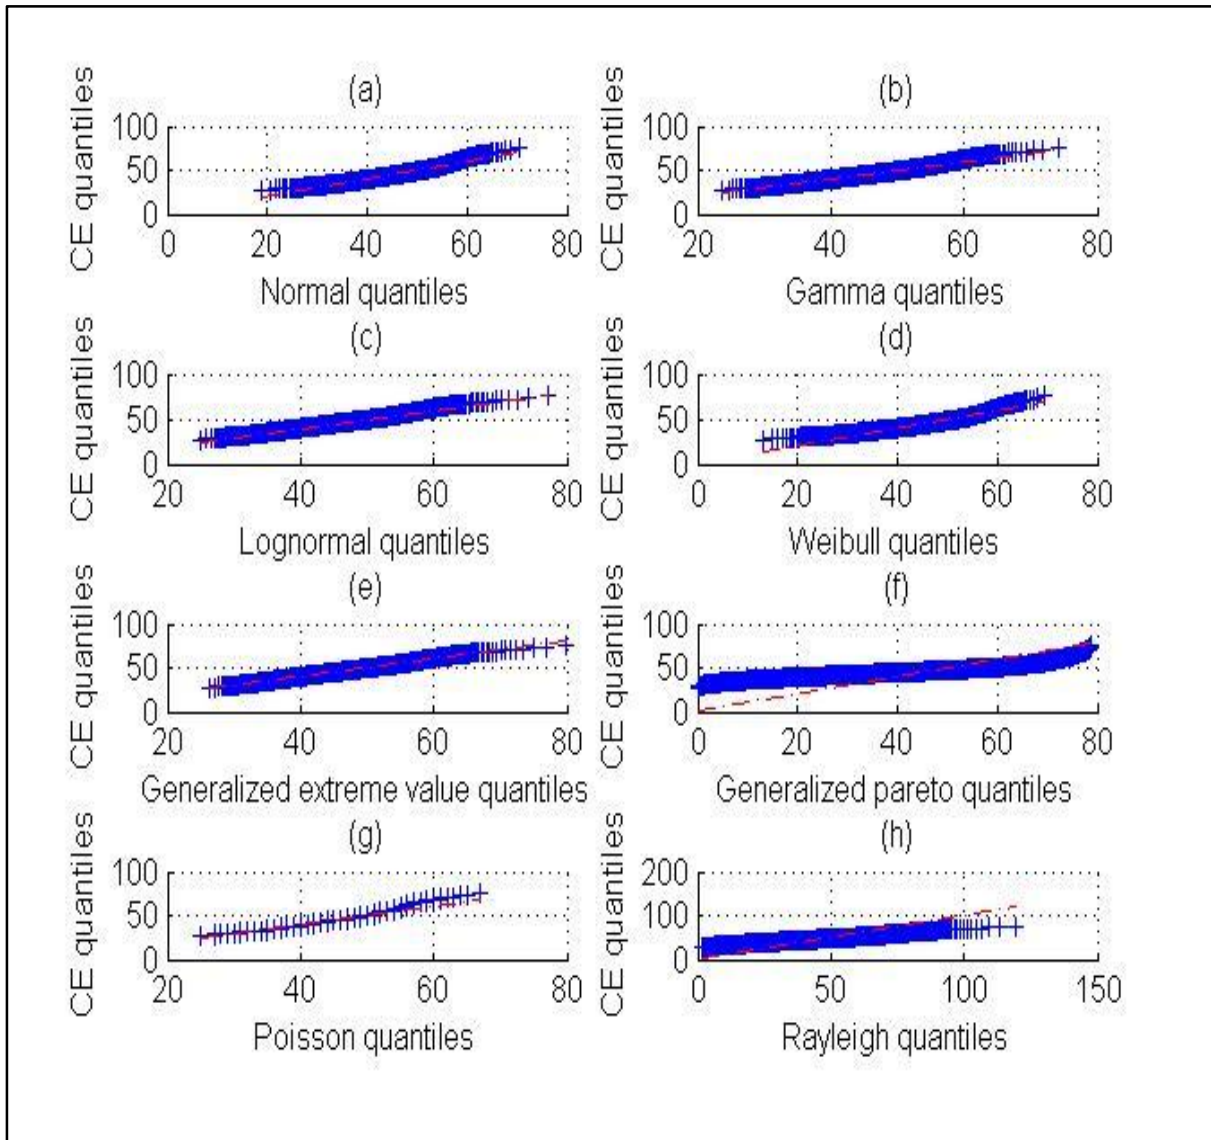 (a)
CE quantiles
100
50
0
0 20 40 60 80
Normal quantiles
(b)
CE quantiles
100
50
0
20 40 60 80
Gamma quantiles
(c)
CE quantiles
100
50
0
20 40 60 80
Lognormal quantiles
(d)
CE quantiles
100
50
0
0 20 40 60 80
Weibull quantiles
(e)
CE quantiles
100
50
0
20 40 60 80
Generalized extreme value quantiles
(f)
CE quantiles
100
50
0
0 20 40 60 80
Generalized pareto quantiles
(g)
CE quantiles
100
50
0
20 40 60 80
Poisson quantiles
(h)
CE quantiles
200
100
0
0 50 100 150
Rayleigh quantiles